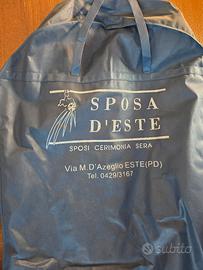 SPOSA
D'ESTE
SPOSI CERIMONIA SERA
Via M. D'Azeglio ESTE(PD)
Tel. 0429/3167
subito